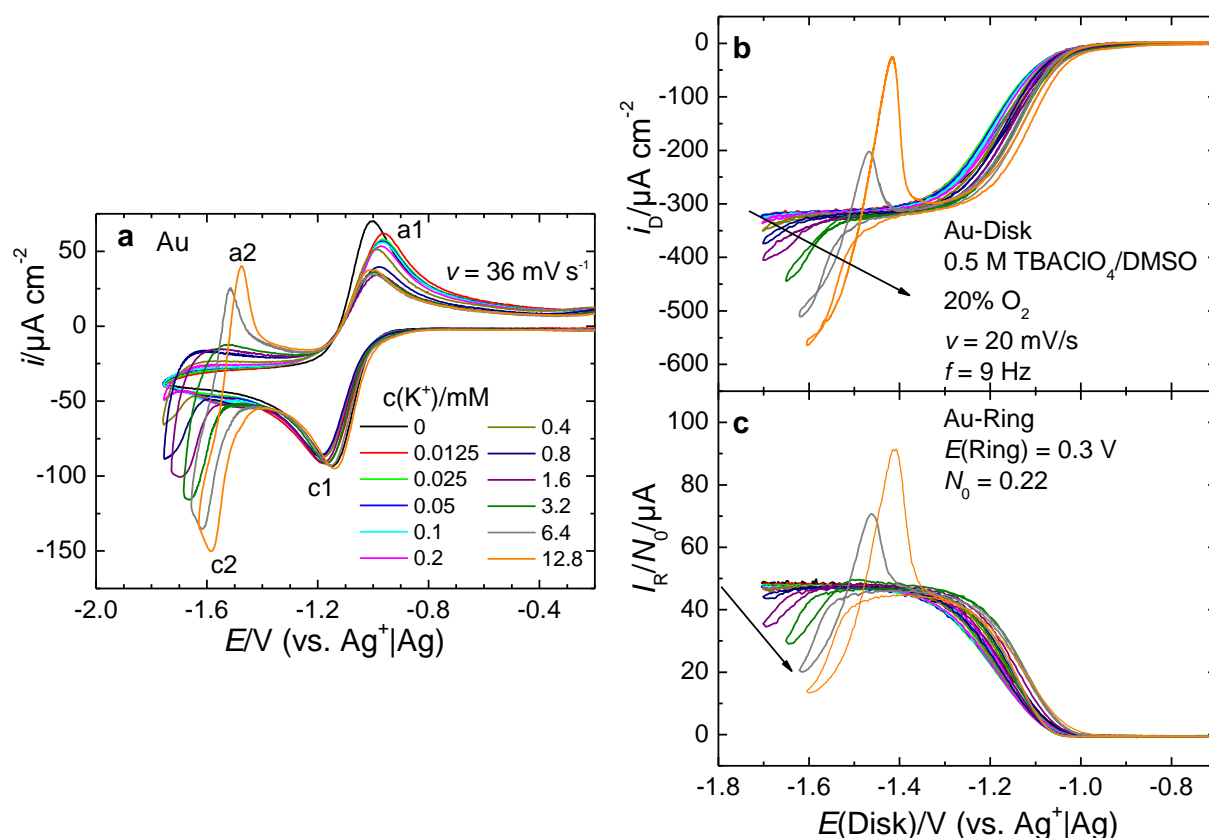 a
Au
a2
a1
v = 36 mV s⁻¹
c1
c2
c(K⁺)/mM
0
0.0125
0.025
0.05
0.1
0.2
0.4
0.8
1.6
3.2
6.4
12.8
50
0
-50
-100
-150
i/µA cm⁻²
-2.0 -1.6 -1.2 -0.8 -0.4
E/V (vs. Ag⁺|Ag)
b
0
-100
-200
-300
-400
-500
-600
i_D/µA cm⁻²
Au-Disk
0.5 M TBAClO₄/DMSO
20% O₂
v = 20 mV/s
f = 9 Hz
c
Au-Ring
E(Ring) = 0.3 V
N₀ = 0.22
100
80
60
40
20
0
I_R/N₀/µA
-1.8 -1.6 -1.4 -1.2 -1.0 -0.8
E(Disk)/V (vs. Ag⁺|Ag)